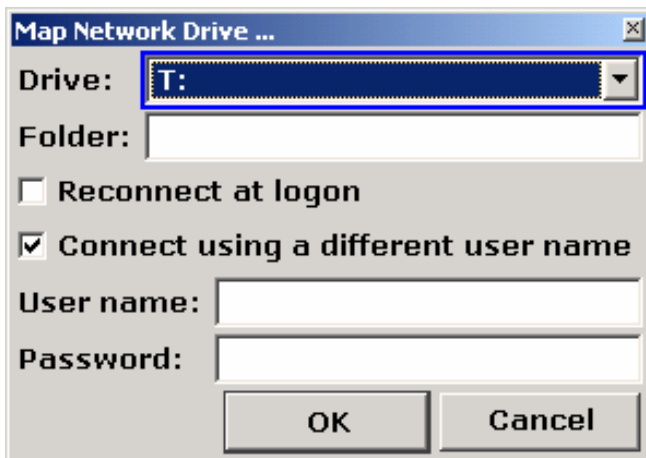 Map Network Drive ...
Drive: T:
Folder:
Reconnect at logon
Connect using a different user name
User name:
Password:
OK Cancel